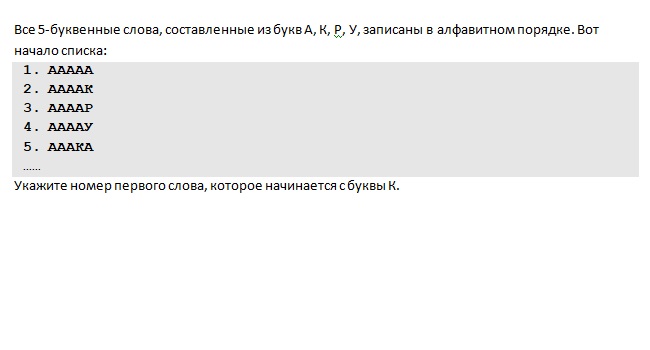 Все 5-буквенные слова, составленные из букв А, К, Р, У, записаны в алфавитном порядке. Вот
начало списка:
1. ААААА
2. ААААК
3. ААААР
4. ААААУ
5. АААКА
……
Укажите номер первого слова, которое начинается с буквы К.